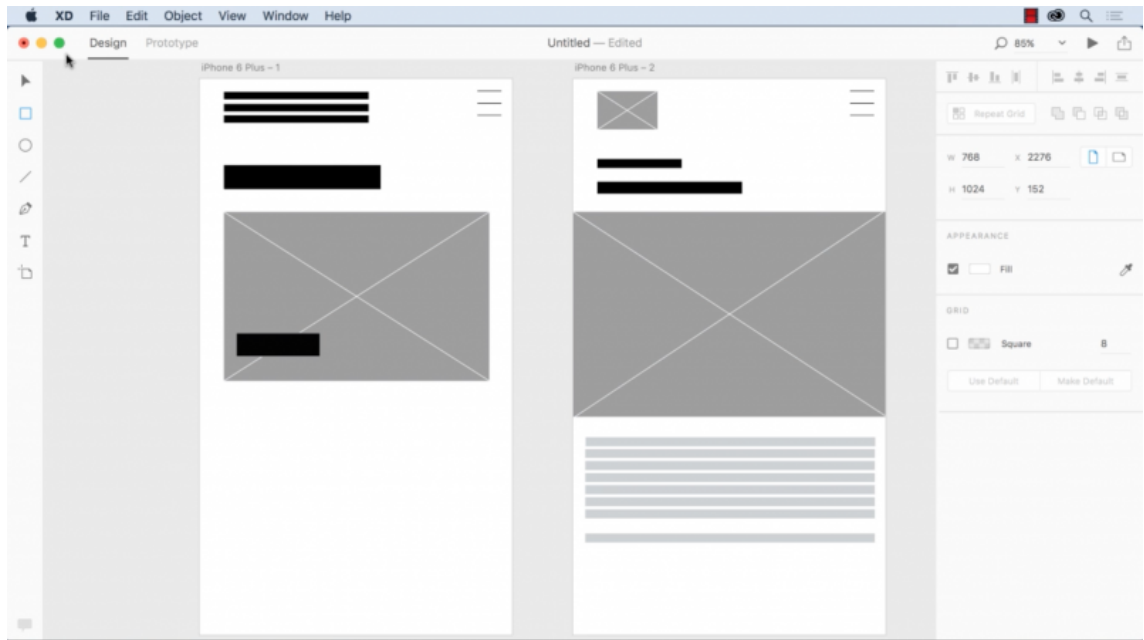 XD File Edit Object View Window Help
Design Prototype Untitled — Edited 85%
iPhone 6 Plus – 1 iPhone 6 Plus – 2
Repeat Grid
W 768 X 2276
H 1024 Y 152
APPEARANCE
Fill
GRID
Square 8
Use Default Make Default